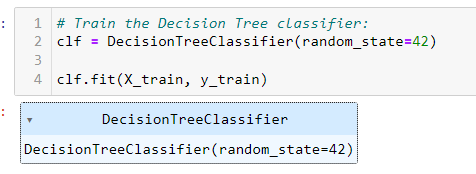 :
1 # Train the Decision Tree classifier:
2 clf = DecisionTreeClassifier(random_state=42)
3
4 clf.fit(X_train, y_train)
:
▾ DecisionTreeClassifier
DecisionTreeClassifier(random_state=42)